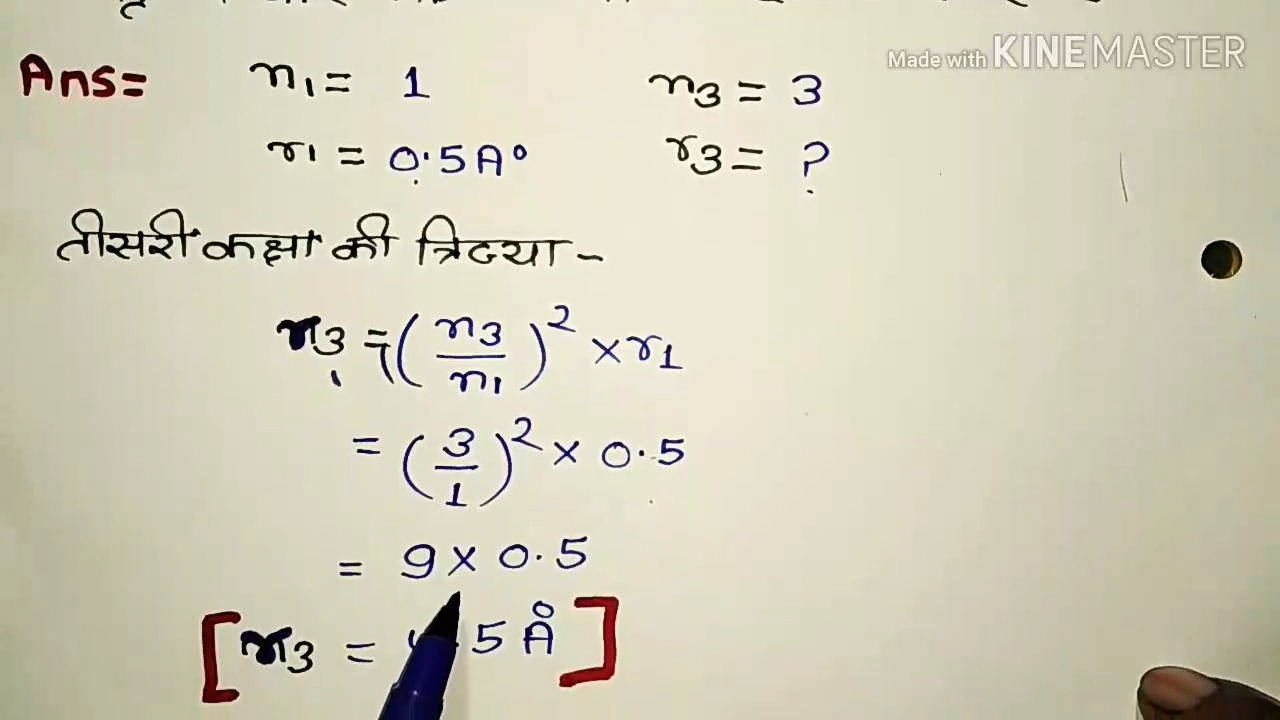 Made with KINEMASTER
Ans= n1 = 1 n3 = 3
r1 = 0.5A° r3 = ?
तीसरी कक्षा की त्रिज्या -
r3 = (n3/n1)² × r1
= (3/1)² × 0.5
= 9 × 0.5
[r3 = .5 Å]